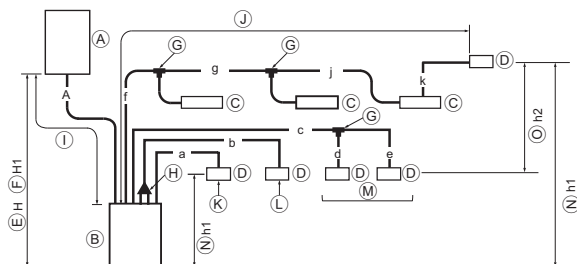 Ⓙ
Ⓐ
Ⓖ Ⓖ
Ⓓ
g j
k
A f
Ⓒ Ⓒ Ⓒ
Ⓘ
c Ⓖ
b
a d e
Ⓗ Ⓓ Ⓓ Ⓓ Ⓓ
Ⓚ Ⓛ Ⓜ
Ⓑ
Ⓔ H Ⓕ H1
Ⓝ h1
Ⓞ h2
Ⓝ h1